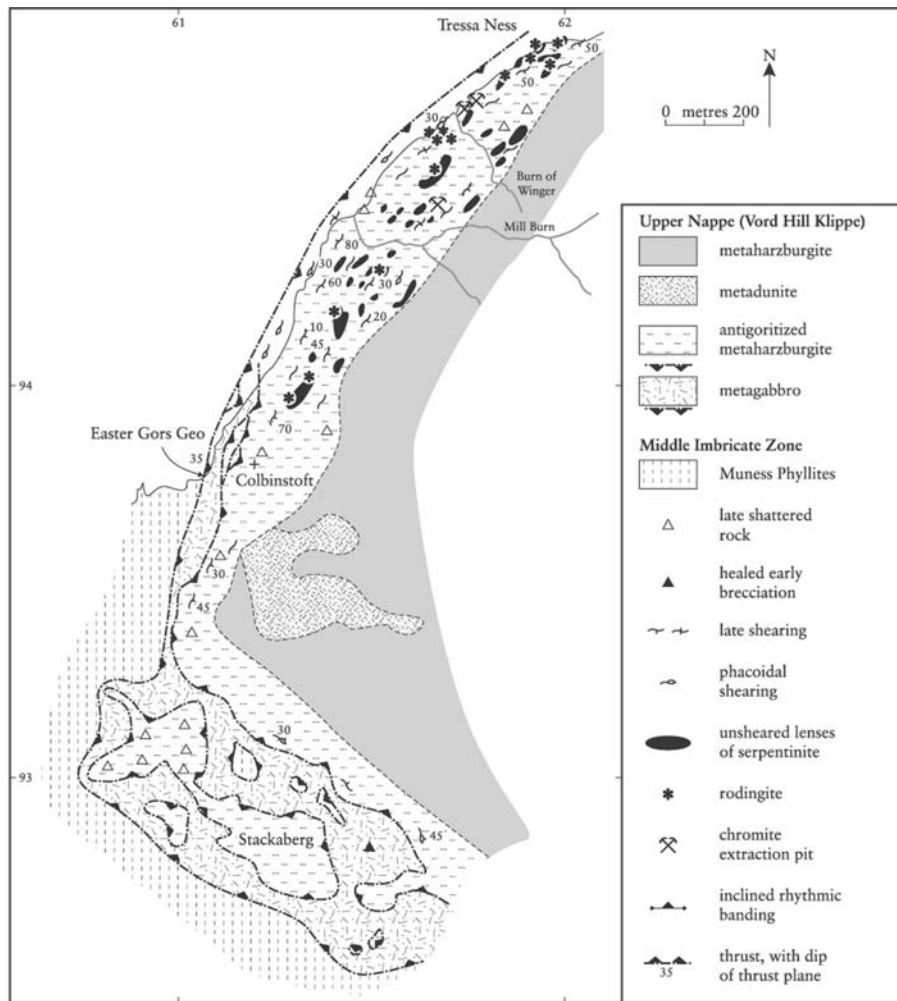 61
62
Tressa Ness
50
50
N
0 metres 200
30
Burn of
Winger
Mill Burn
80
30
60
30
20
10
45
94
70
Easter Gors Geo
35
Colbinstoft
30
45
30
93
45
Stackaberg
Upper Nappe (Vord Hill Klippe)
metaharzburgite
metadunite
antigoritized
metaharzburgite
metagabbro
Middle Imbricate Zone
Muness Phyllites
late shattered
rock
healed early
brecciation
late shearing
phacoidal
shearing
unsheared lenses
of serpentinite
rodingite
chromite
extraction pit
inclined rhythmic
banding
thrust, with dip
35 of thrust plane